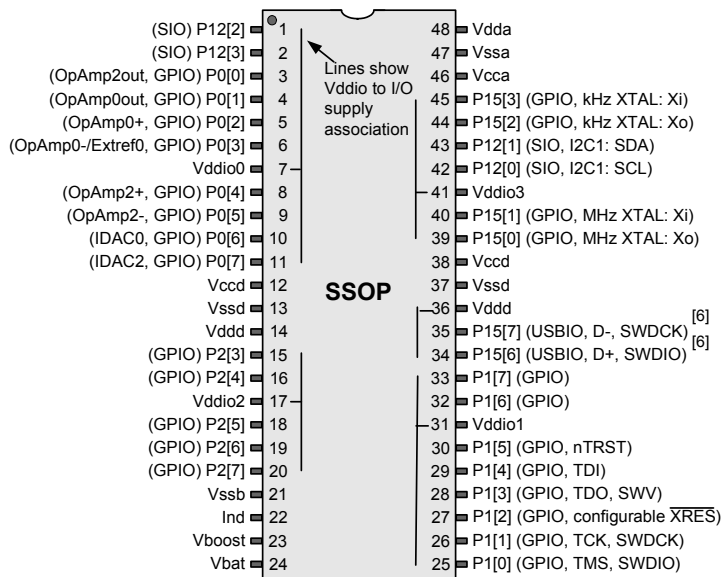 (SIO) P12[2] 1
(SIO) P12[3] 2
(OpAmp2out, GPIO) P0[0] 3
(OpAmp0out, GPIO) P0[1] 4
(OpAmp0+, GPIO) P0[2] 5
(OpAmp0-/Extref0, GPIO) P0[3] 6
Vddio0 7
(OpAmp2+, GPIO) P0[4] 8
(OpAmp2-, GPIO) P0[5] 9
(IDAC0, GPIO) P0[6] 10
(IDAC2, GPIO) P0[7] 11
Vccd 12
Vssd 13
Vddd 14
(GPIO) P2[3] 15
(GPIO) P2[4] 16
Vddio2 17
(GPIO) P2[5] 18
(GPIO) P2[6] 19
(GPIO) P2[7] 20
Vssb 21
Ind 22
Vboost 23
Vbat 24
Lines show
Vddio to I/O
supply
association
SSOP
48 Vdda
47 Vssa
46 Vcca
45 P15[3] (GPIO, kHz XTAL: Xi)
44 P15[2] (GPIO, kHz XTAL: Xo)
43 P12[1] (SIO, I2C1: SDA)
42 P12[0] (SIO, I2C1: SCL)
41 Vddio3
40 P15[1] (GPIO, MHz XTAL: Xi)
39 P15[0] (GPIO, MHz XTAL: Xo)
38 Vccd
37 Vssd
36 Vddd
35 P15[7] (USBIO, D-, SWDCK) [6]
34 P15[6] (USBIO, D+, SWDIO) [6]
33 P1[7] (GPIO)
32 P1[6] (GPIO)
31 Vddio1
30 P1[5] (GPIO, nTRST)
29 P1[4] (GPIO, TDI)
28 P1[3] (GPIO, TDO, SWV)
27 P1[2] (GPIO, configurable XRES)
26 P1[1] (GPIO, TCK, SWDCK)
25 P1[0] (GPIO, TMS, SWDIO)